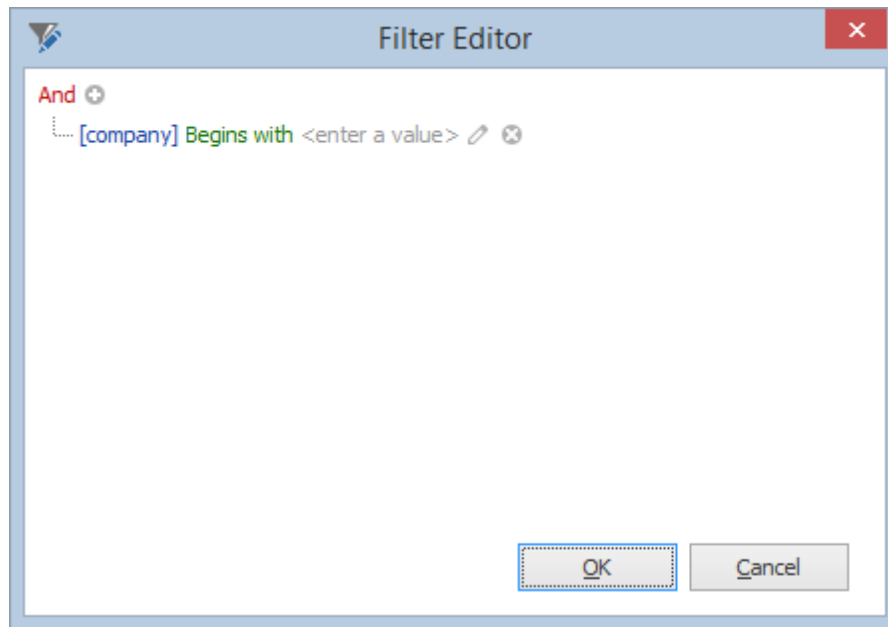 Filter Editor
And
[company] Begins with <enter a value>
OK
Cancel